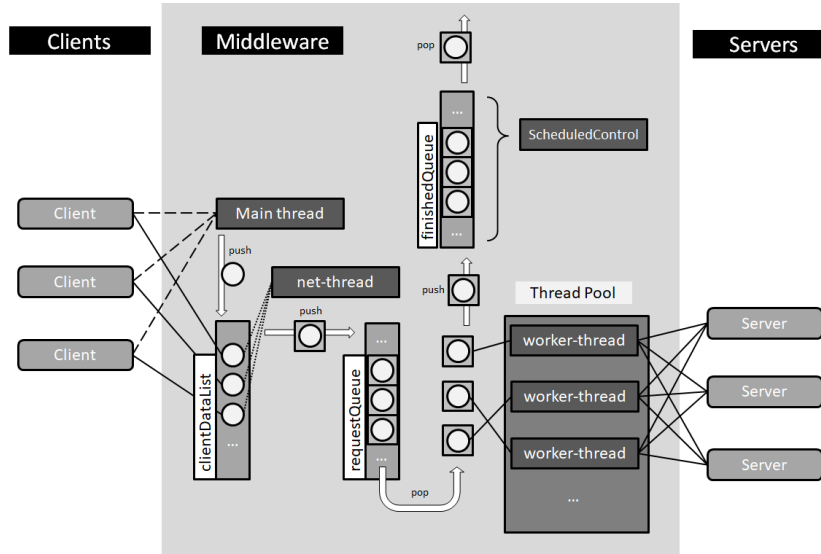 Clients
Middleware
Servers
pop
...
finishedQueue
...
ScheduledControl
Client
Main thread
push
Client
net-thread
push
push
Thread Pool
Client
clientDataList
...
...
requestQueue
...
pop
worker-thread
worker-thread
worker-thread
...
Server
Server
Server